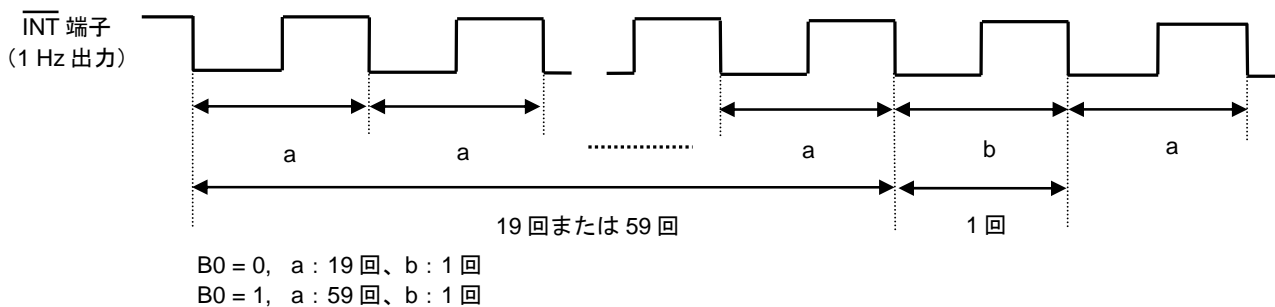 INT 端子
（1 Hz 出力）
a
a
a
b
a
19 回または 59 回
1 回
B0 = 0, a : 19 回、b : 1 回
B0 = 1, a : 59 回、b : 1 回